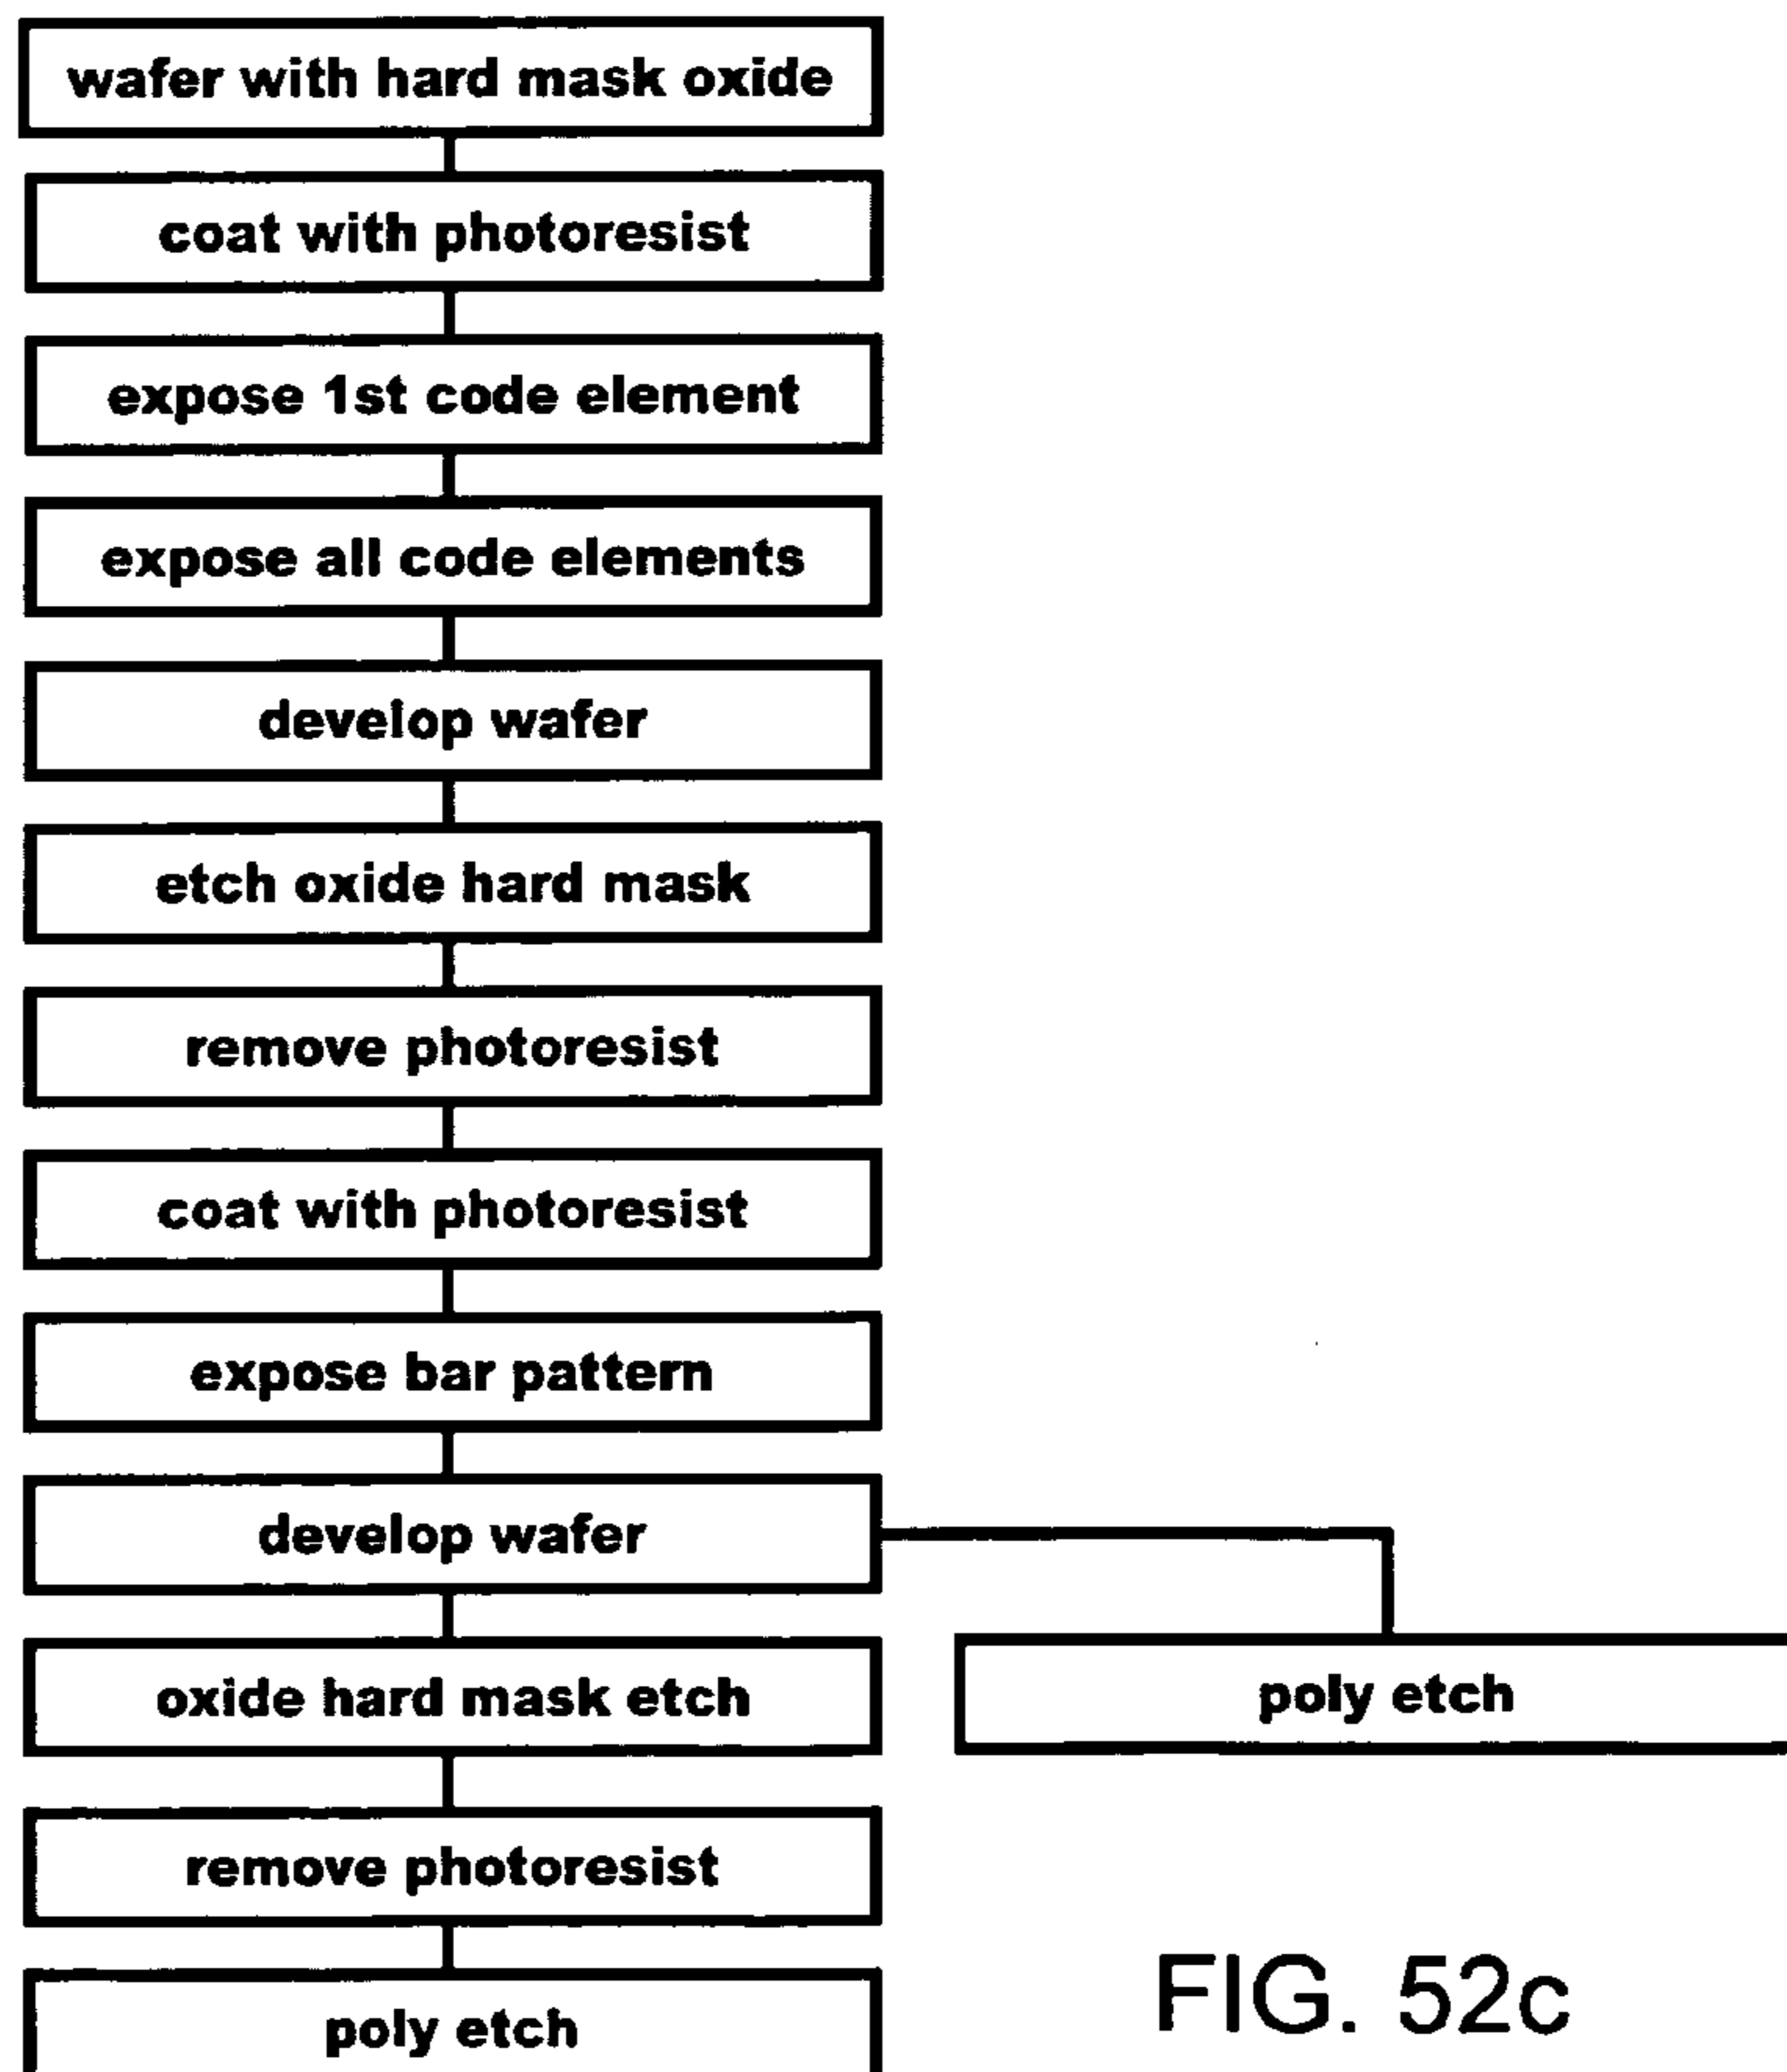 wafer with hard mask oxide
coat with photoresist
expose 1st code element
expose all code elements
develop wafer
etch oxide hard mask
remove photoresist
coat with photoresist
expose bar pattern
develop wafer
oxide hard mask etch
poly etch
remove photoresist
poly etch
FIG. 52c